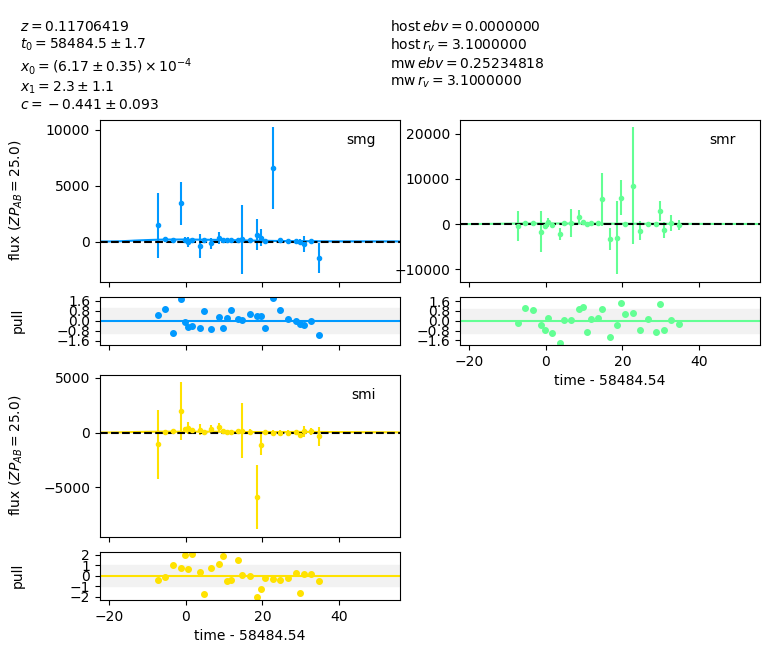 z = 0.11706419
t₀ = 58484.5 ± 1.7
x₀ = (6.17 ± 0.35) × 10⁻⁴
x₁ = 2.3 ± 1.1
c = −0.441 ± 0.093
host ebv = 0.0000000
host r_v = 3.1000000
mw ebv = 0.25234818
mw r_v = 3.1000000
smg
10000
5000
0
flux (ZP_AB = 25.0)
smr
20000
10000
0
−10000
1.6
0.8
0.0
−0.8
−1.6
pull
1.6
0.8
0.0
−0.8
−1.6
−20 0 20 40
time - 58484.54
smi
5000
0
−5000
flux (ZP_AB = 25.0)
2
1
0
−1
−2
pull
−20 0 20 40
time - 58484.54